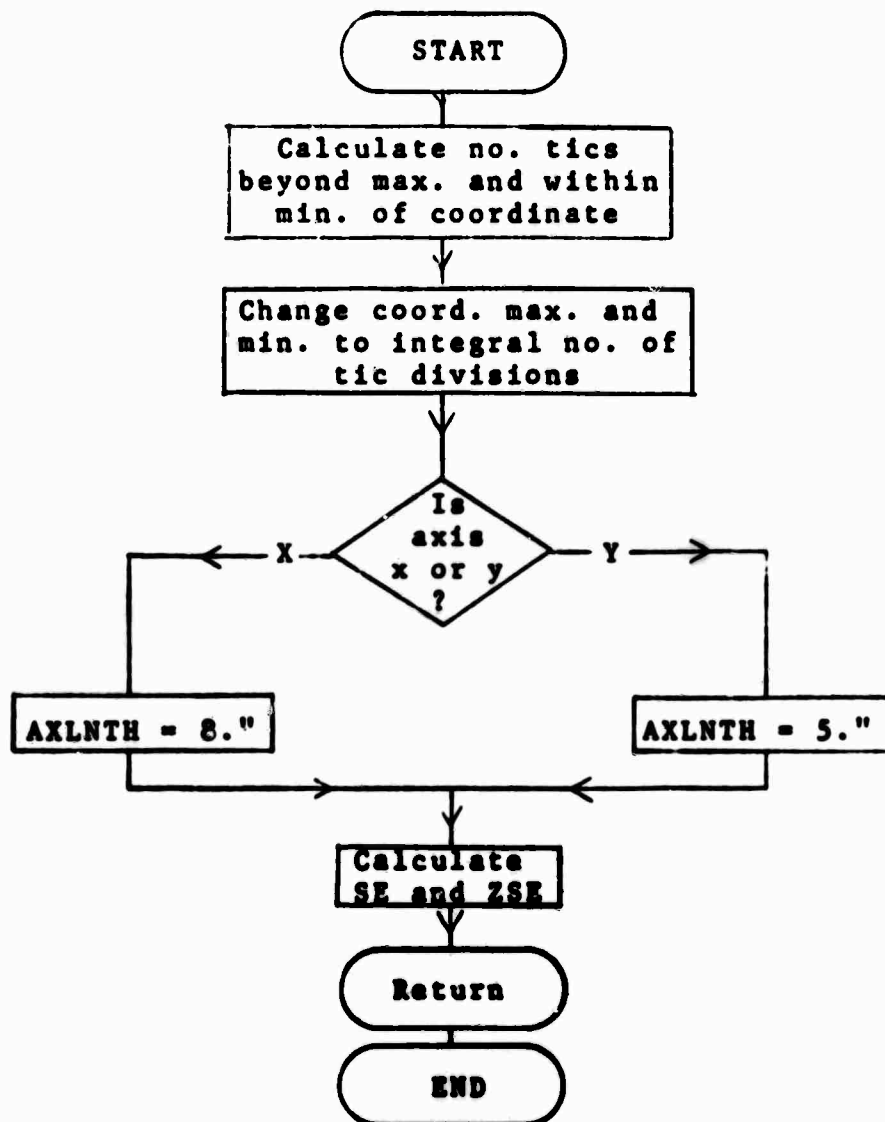 START
Calculate no. tics
beyond max. and within
min. of coordinate
Change coord. max. and
min. to integral no. of
tic divisions
Is
axis
x or y
?
X
Y
AXLNTH = 8."
AXLNTH = 5."
Calculate
SE and ZSE
Return
END